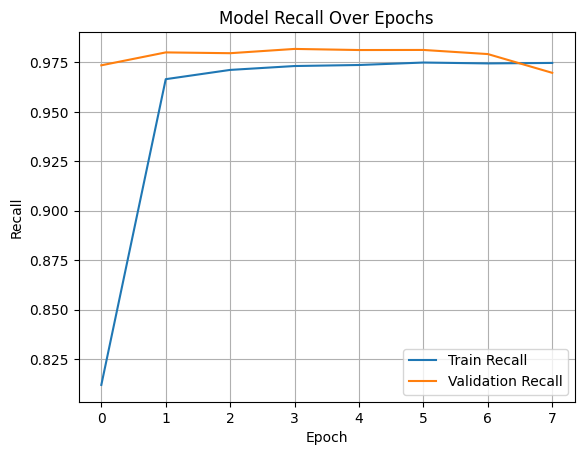 Model Recall Over Epochs
Recall
0.975
0.950
0.925
0.900
0.875
0.850
0.825
0 1 2 3 4 5 6 7
Epoch
Train Recall
Validation Recall